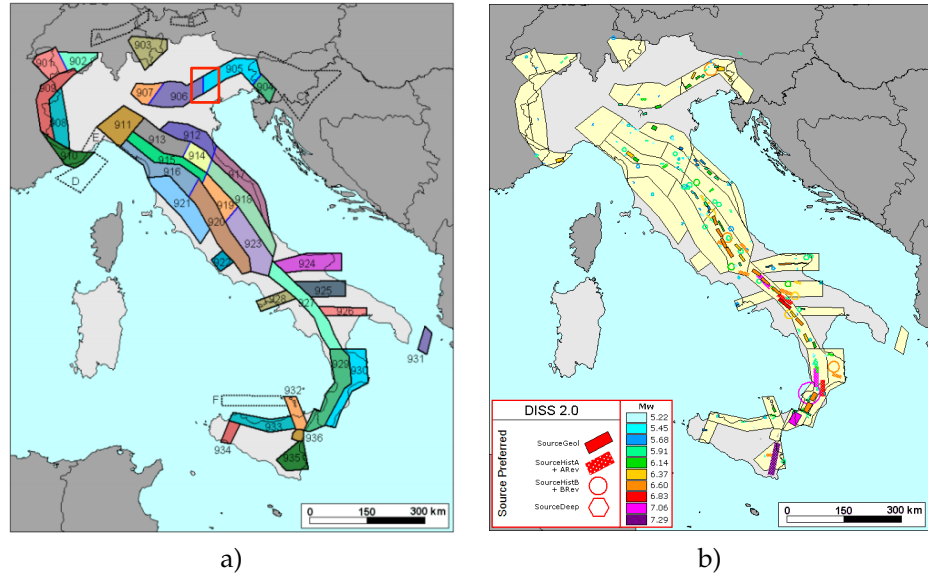 A
B
903
901
902
905
C
909
907
906
904
908
911
912
E
913
910
914
915
916
917
D
921
919
918
920
923
922
924
925
928
927
926
931
929
930
932
F
933
936
934
935
0 150 300 km
a)
DISS 2.0
Source Preferred
SourceGeol
SourceHistA
+ ARev
SourceHistB
+ BRev
SourceDeep
Mw
5.22
5.45
5.68
5.91
6.14
6.37
6.60
6.83
7.06
7.29
0 150 300 km
b)